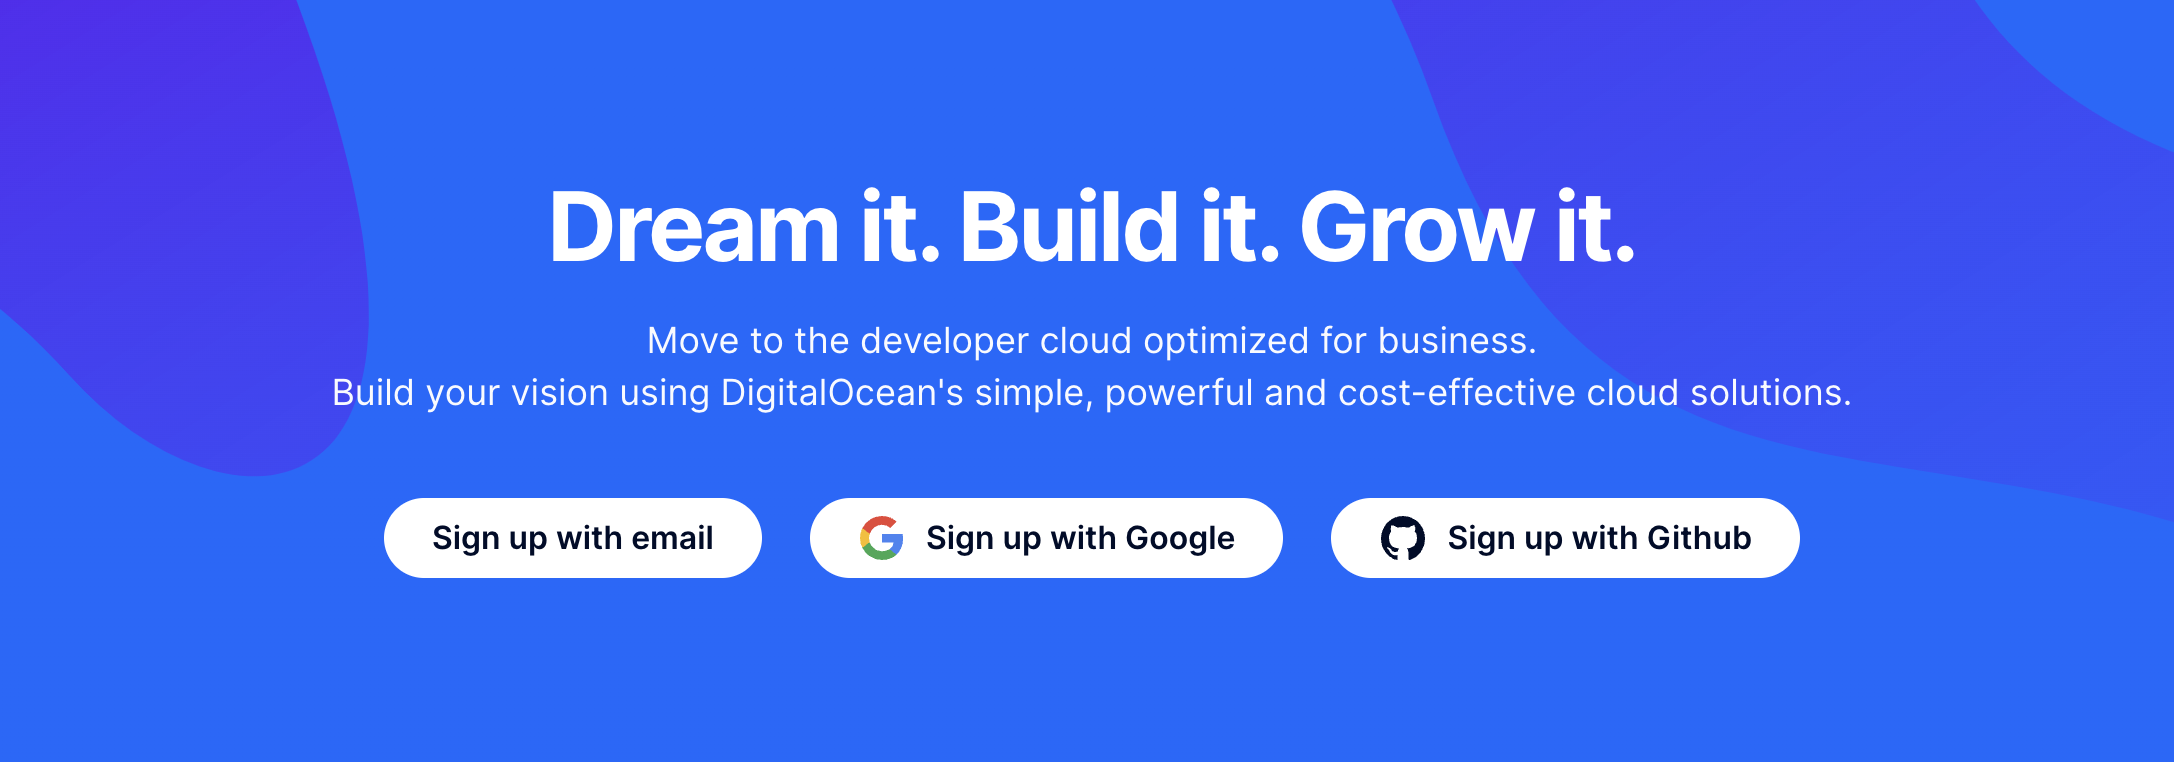 Dream it. Build it. Grow it.
Move to the developer cloud optimized for business.
Build your vision using DigitalOcean's simple, powerful and cost-effective cloud solutions.
Sign up with email
Sign up with Google
Sign up with Github